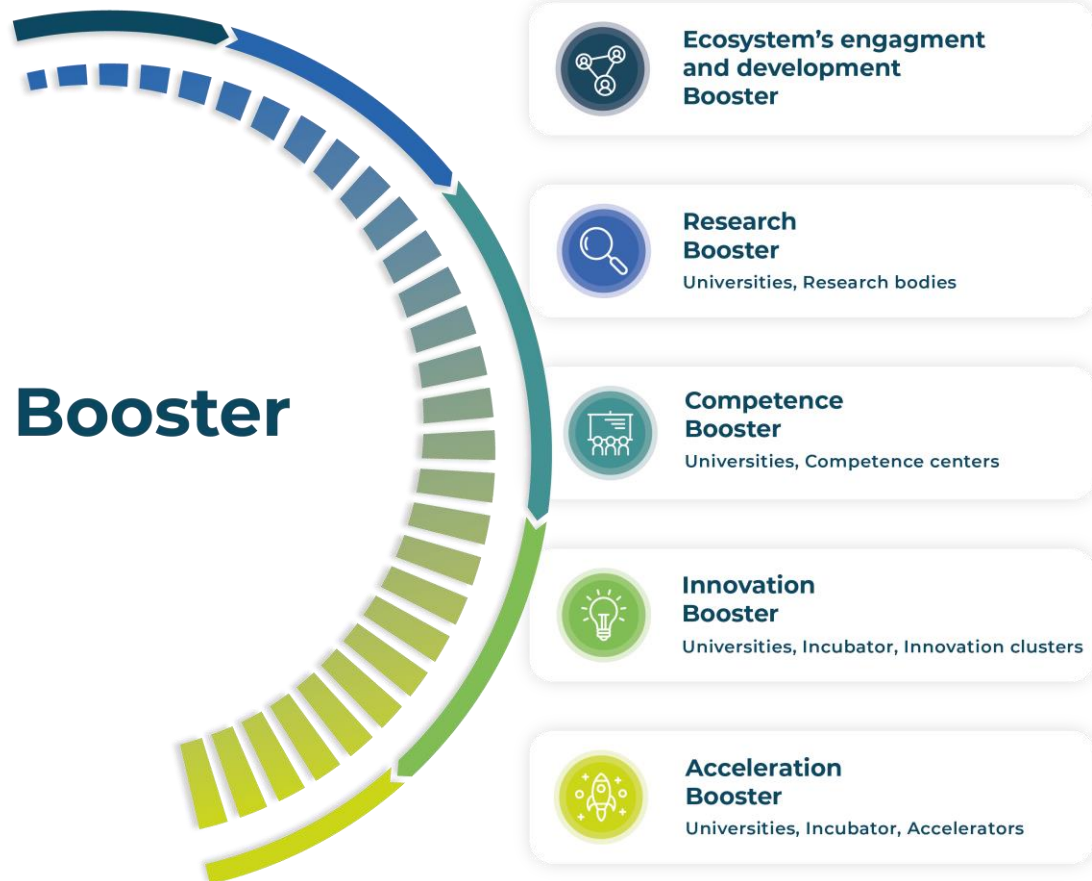 Booster
Ecosystem's engagment
and development
Booster
Research
Booster
Universities, Research bodies
Competence
Booster
Universities, Competence centers
Innovation
Booster
Universities, Incubator, Innovation clusters
Acceleration
Booster
Universities, Incubator, Accelerators